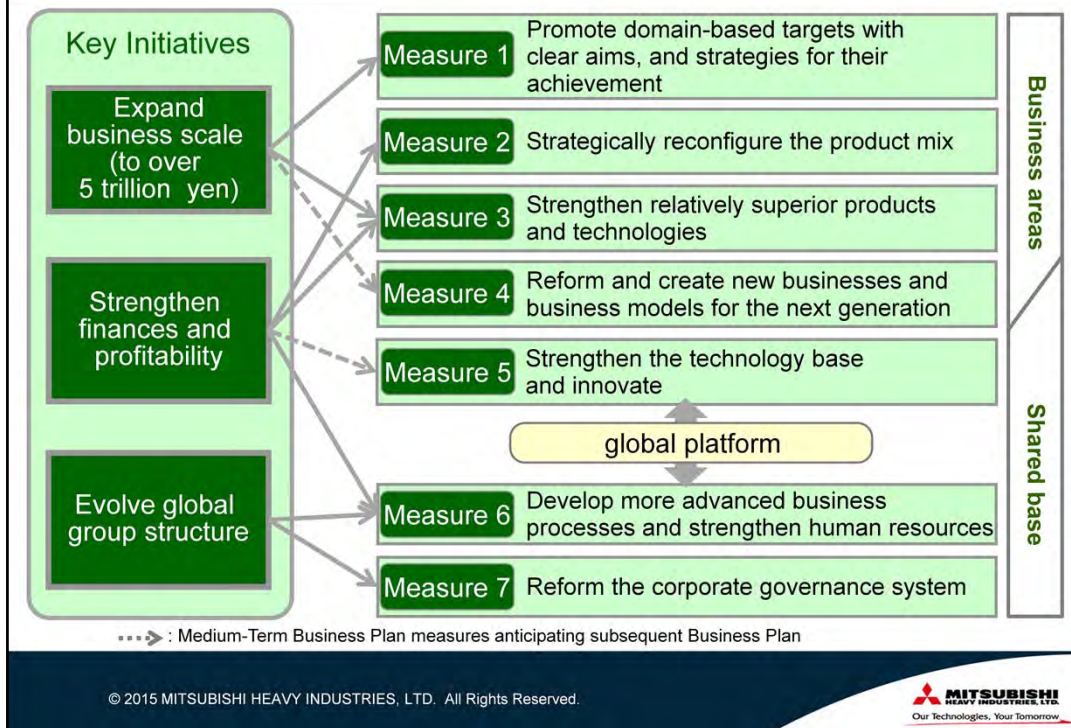 Key Initiatives
Expand
business scale
(to over
5 trillion yen)
Strengthen
finances and
profitability
Evolve global
group structure
Measure 1
Promote domain-based targets with
clear aims, and strategies for their
achievement
Measure 2
Strategically reconfigure the product mix
Measure 3
Strengthen relatively superior products
and technologies
Measure 4
Reform and create new businesses and
business models for the next generation
Measure 5
Strengthen the technology base
and innovate
global platform
Measure 6
Develop more advanced business
processes and strengthen human resources
Measure 7
Reform the corporate governance system
Business areas
Shared base
: Medium-Term Business Plan measures anticipating subsequent Business Plan
© 2015 MITSUBISHI HEAVY INDUSTRIES, LTD. All Rights Reserved.
MITSUBISHI
HEAVY INDUSTRIES, LTD.
Our Technologies, Your Tomorrow